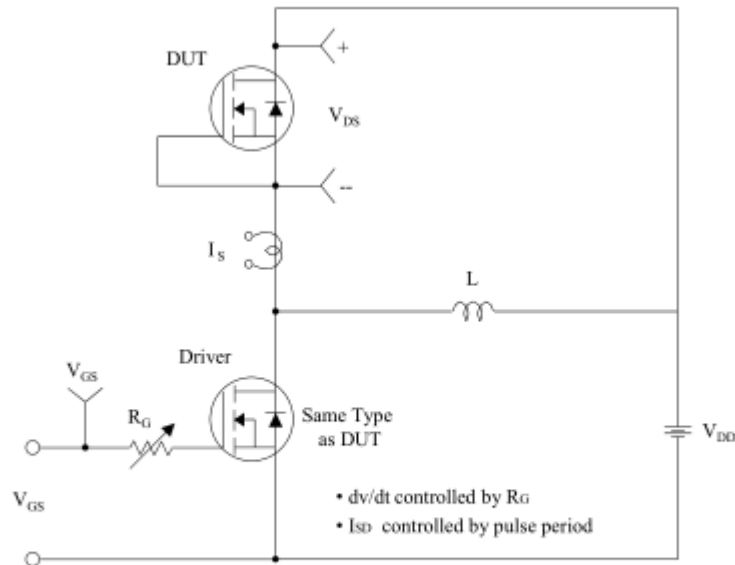 DUT
+
VDS
--
IS
L
VGS
Driver
RG
Same Type
as DUT
VDD
VGS
• dv/dt controlled by RG
• ISD controlled by pulse period